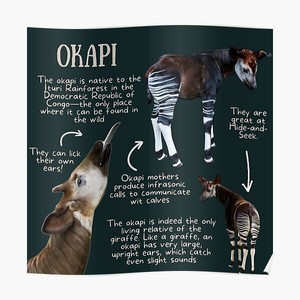 OKAPI
The okapi is native to the
Ituri Rainforest in the
Democratic Republic of
Congo—the only place
where it can be found in
the wild
They are
great at
Hide-and-
Seek.
They can lick
their own
ears!
Okapi mothers
produce infrasonic
calls to communicate
wit calves
The okapi is indeed the only
living relative of the
giraffe. Like a giraffe, an
okapi has very large,
upright ears, which catch
even slight sounds